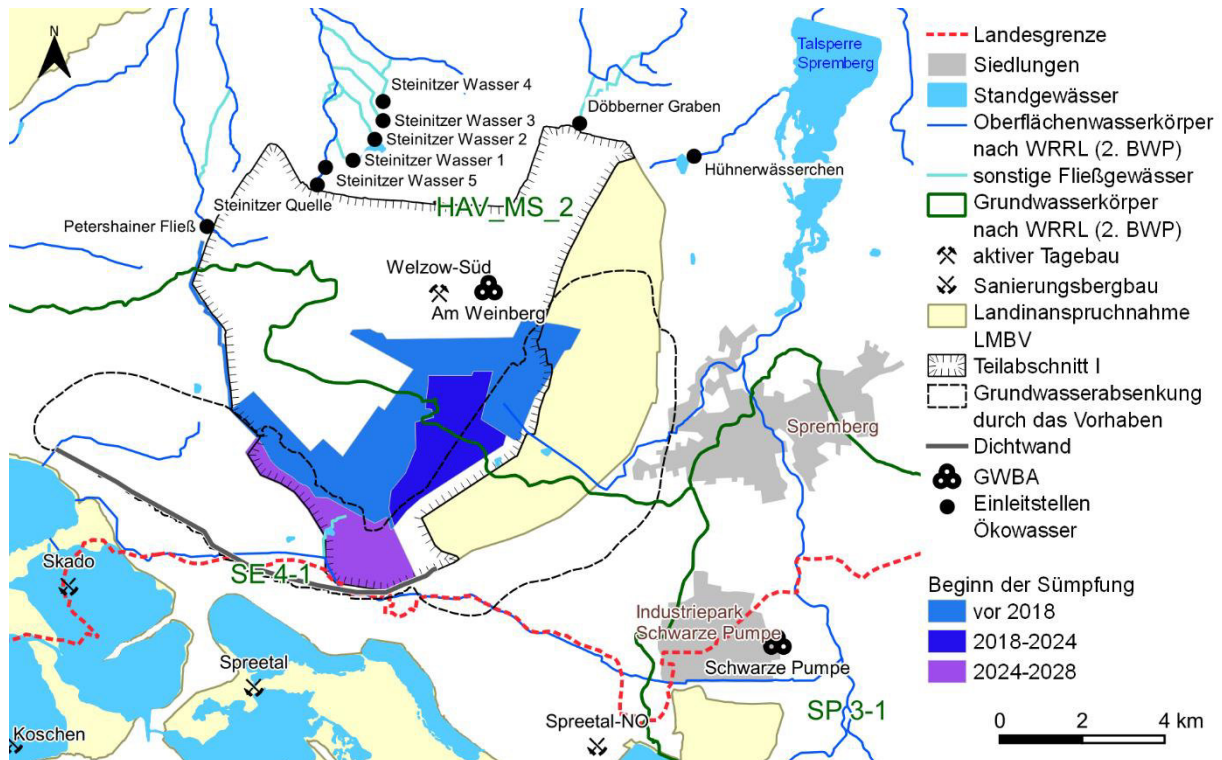 N
Talsperre
Spremberg
Steinitzer Wasser 4
Steinitzer Wasser 3
Steinitzer Wasser 2
Steinitzer Wasser 1
Steinitzer Wasser 5
Steinitzer Quelle
Döbberner Graben
Hühnerwässerchen
Petershainer Fließ
HAV_MS_2
Welzow-Süd
Am Weinberg
Spremberg
SE 4-1
Skado
Industriepark
Schwarze Pumpe
Schwarze Pumpe
Spreetal
SP 3-1
Spreetal-NO
Koschen
Landesgrenze
Siedlungen
Standgewässer
Oberflächenwasserkörper
nach WRRL (2. BWP)
sonstige Fließgewässer
Grundwasserkörper
nach WRRL (2. BWP)
aktiver Tagebau
Sanierungsbergbau
Landinanspruchnahme
LMBV
Teilabschnitt I
Grundwasserabsenkung
durch das Vorhaben
Dichtwand
GWBA
Einleitstellen
Ökowasser
Beginn der Sümpfung
vor 2018
2018-2024
2024-2028
0 2 4 km